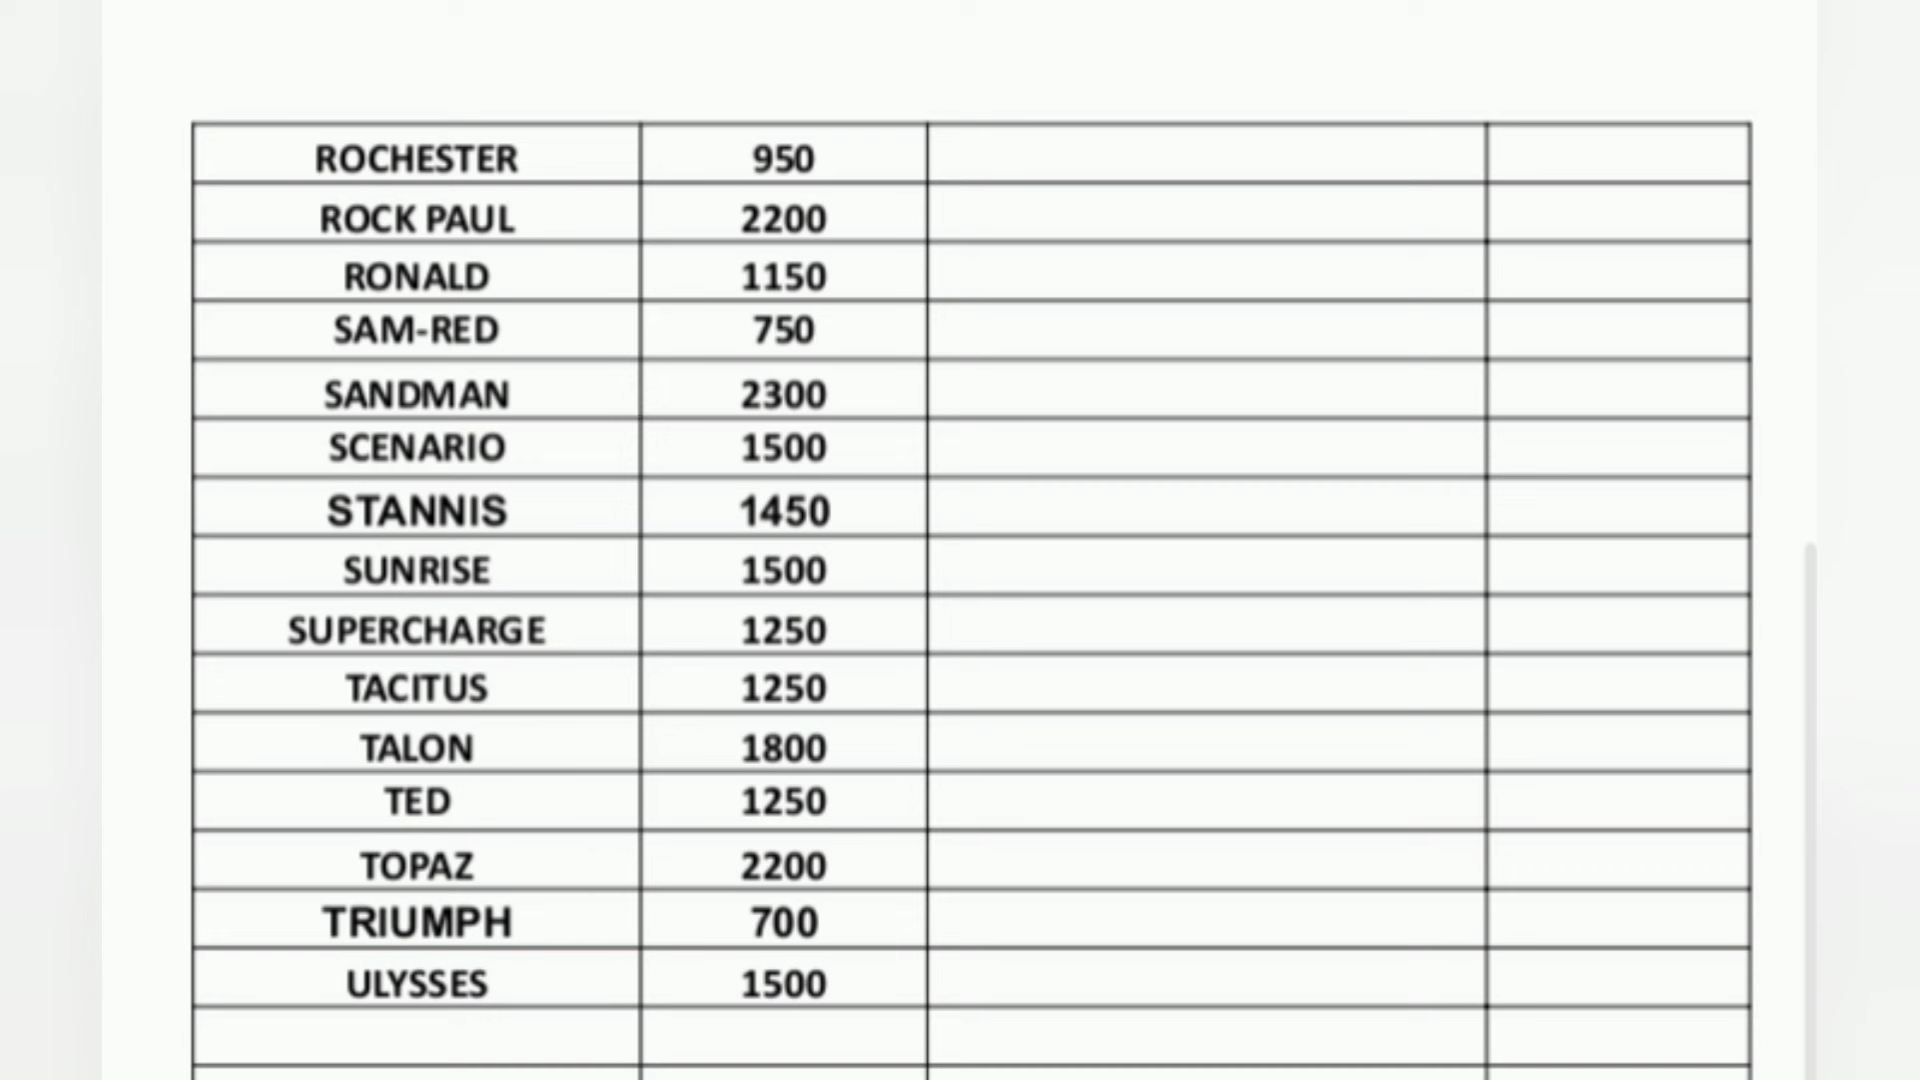 ROCHESTER 950
ROCK PAUL 2200
RONALD 1150
SAM-RED 750
SANDMAN 2300
SCENARIO 1500
STANNIS 1450
SUNRISE 1500
SUPERCHARGE 1250
TACITUS 1250
TALON 1800
TED 1250
TOPAZ 2200
TRIUMPH 700
ULYSSES 1500